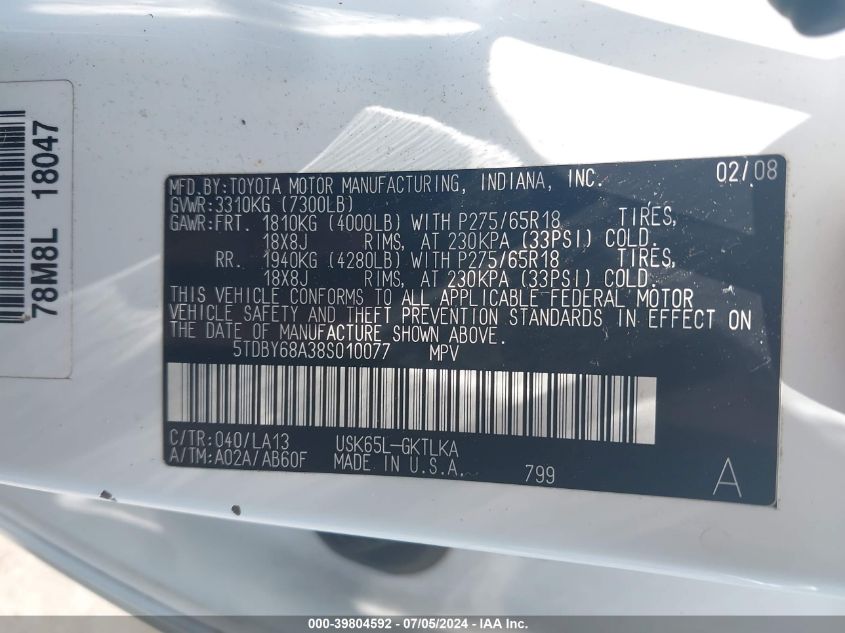 78M8L 18047
MFD.BY:TOYOTA MOTOR MANUFACTURING, INDIANA, INC. 02/08
GVWR:3310KG (7300LB)
GAWR:FRT. 1810KG (4000LB) WITH P275/65R18 TIRES,
18X8J RIMS, AT 230KPA (33PSI) COLD.
RR. 1940KG (4280LB) WITH P275/65R18 TIRES,
18X8J RIMS, AT 230KPA (33PSI) COLD.
THIS VEHICLE CONFORMS TO ALL APPLICABLE FEDERAL MOTOR
VEHICLE SAFETY AND THEFT PREVENTION STANDARDS IN EFFECT ON
THE DATE OF MANUFACTURE SHOWN ABOVE.
5TDBY68A38S010077 MPV
C/TR:040/LA13 USK65L-GKTLKA
A/TM:A02A/AB60F MADE IN U.S.A. 799 A
000-39804592 - 07/05/2024 - IAA Inc.